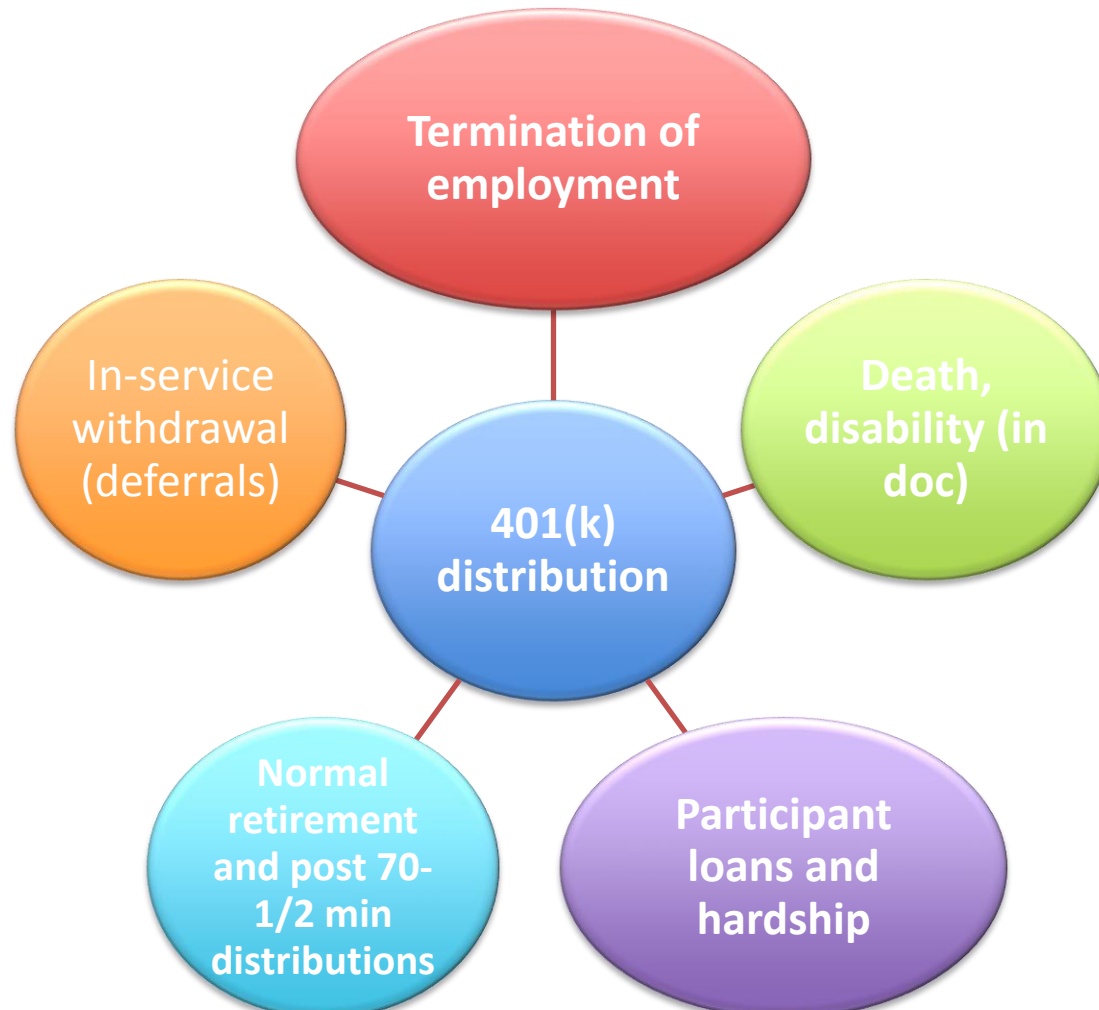 Termination of
employment
In-service
withdrawal
(deferrals)
Death,
disability (in
doc)
401(k)
distribution
Normal
retirement
and post 70-
1/2 min
distributions
Participant
loans and
hardship